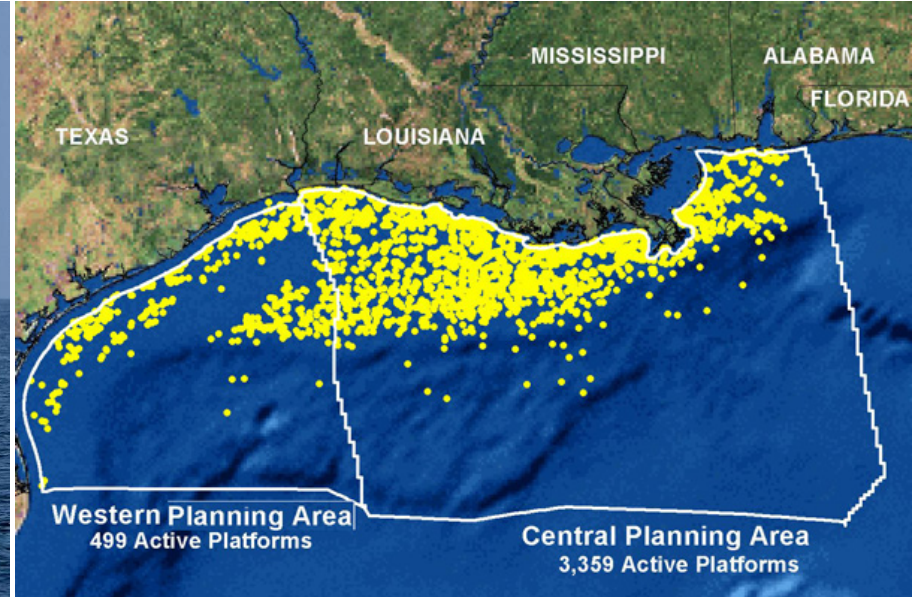 MISSISSIPPI
ALABAMA
FLORIDA
TEXAS
LOUISIANA
Western Planning Area
499 Active Platforms
Central Planning Area
3,359 Active Platforms